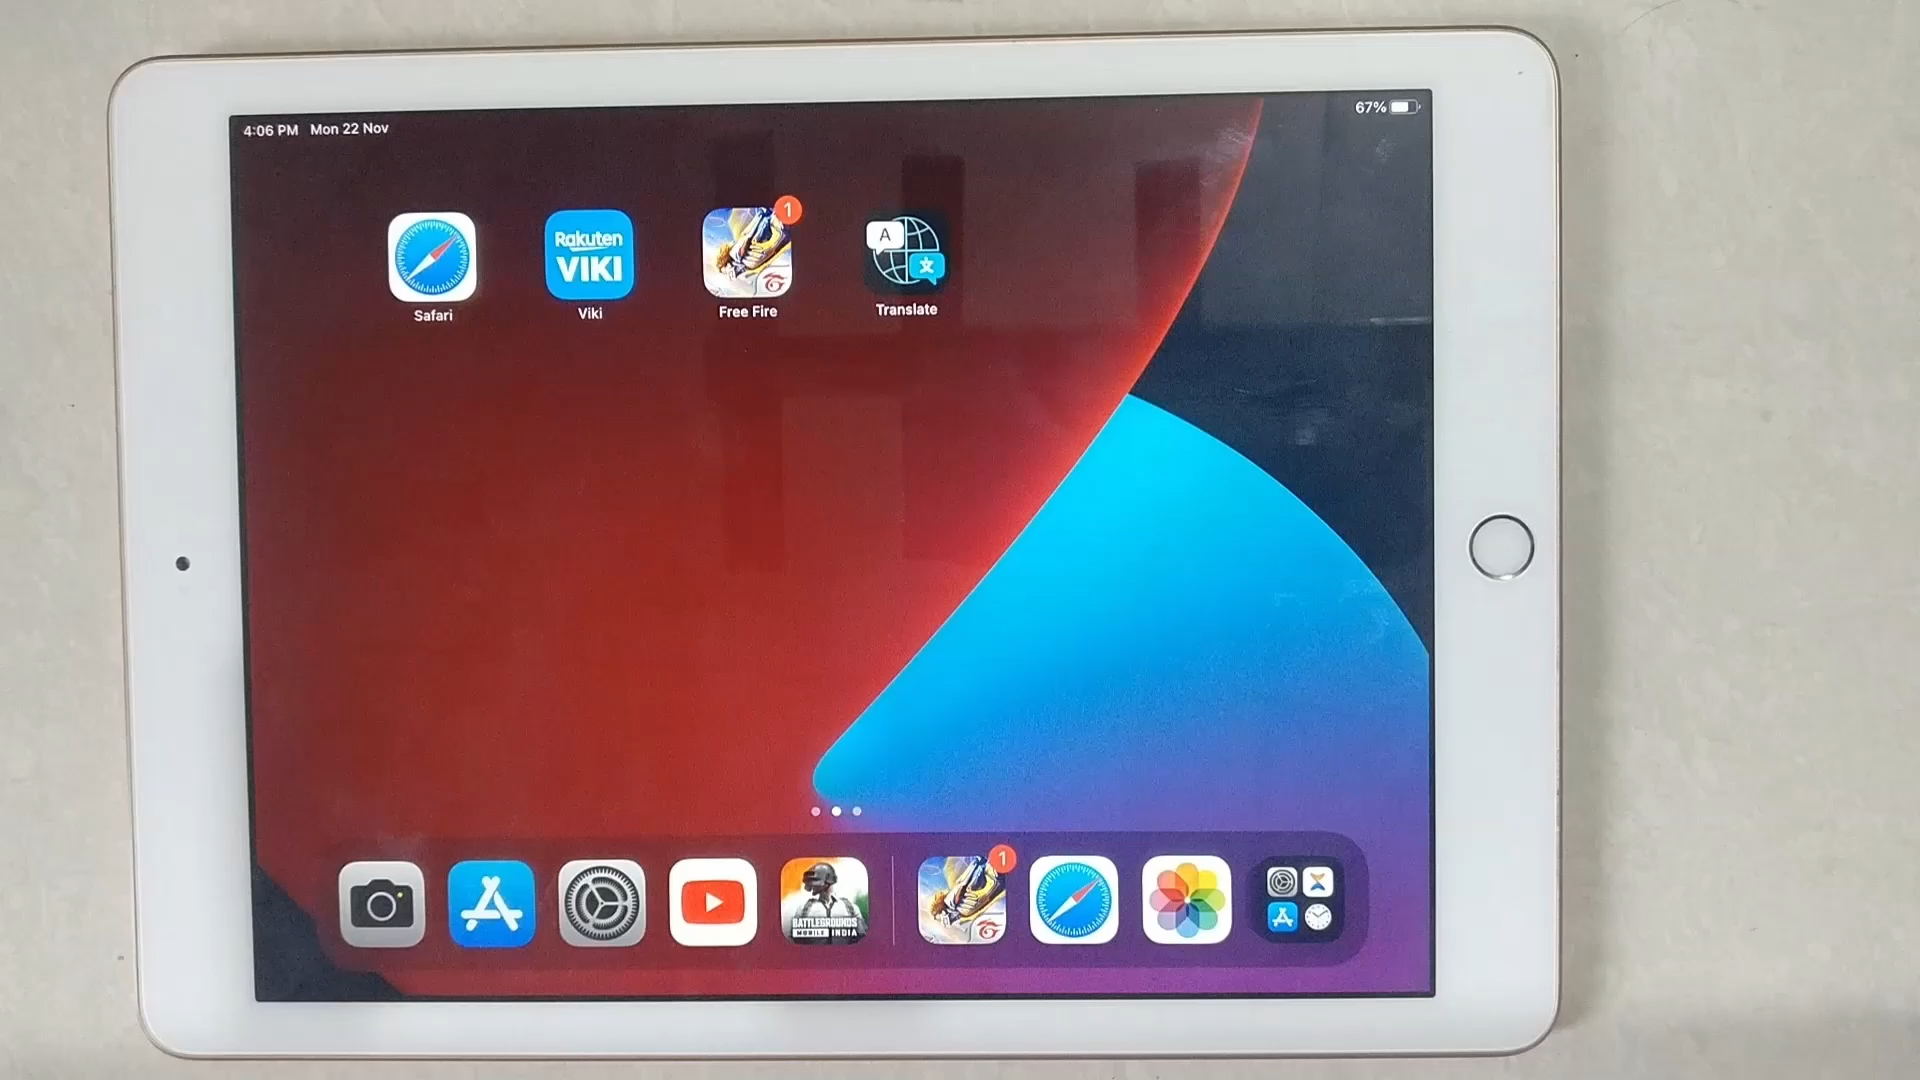 4:06 PM Mon 22 Nov
67%
Rakuten
VIKI
1
A
文
Safari
Viki
Free Fire
Translate
1
BATTLEGROUNDS
MOBILE INDIA